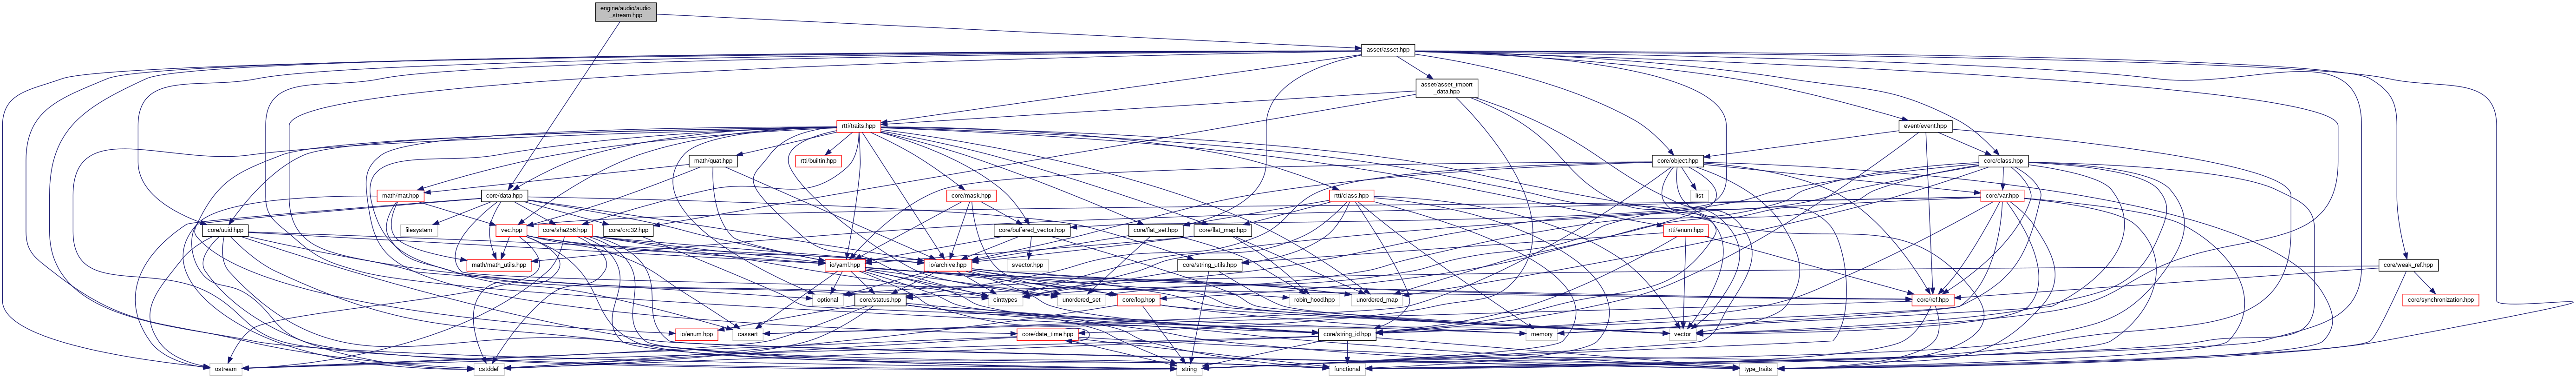 engine/audio/audio
_stream.hpp
asset/asset.hpp
asset/asset_import
_data.hpp
rtti/traits.hpp
event/event.hpp
math/quat.hpp
rtti/builtin.hpp
core/object.hpp
core/class.hpp
math/mat.hpp
core/data.hpp
core/mask.hpp
rtti/class.hpp
list
core/var.hpp
core/uuid.hpp
filesystem
vec.hpp
core/sha256.hpp
core/crc32.hpp
core/buffered_vector.hpp
core/flat_set.hpp
core/flat_map.hpp
rtti/enum.hpp
math/math_utils.hpp
io/yaml.hpp
io/archive.hpp
svector.hpp
core/string_utils.hpp
core/weak_ref.hpp
optional
core/status.hpp
cinttypes
unordered_set
core/log.hpp
robin_hood.hpp
unordered_map
core/ref.hpp
core/synchronization.hpp
io/enum.hpp
cassert
core/date_time.hpp
core/string_id.hpp
memory
vector
ostream
cstddef
string
functional
type_traits